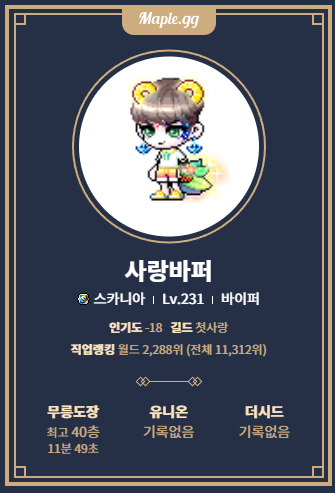 Maple.gg
사랑바퍼
스카니아 Lv.231 바이퍼
인기도 -18 길드 첫사랑
직업랭킹 월드 2,288위 (전체 11,312위)
무릉도장 유니온 더시드
최고 40층 기록없음 기록없음
11분 49초